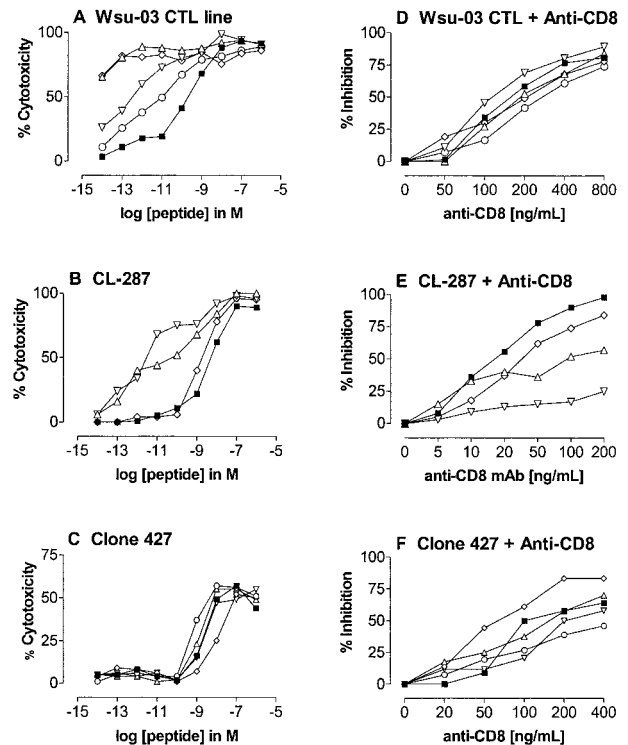 A Wsu-03 CTL line
% Cytotoxicity
100
50
0
-15 -13 -11 -9 -7 -5
log [peptide] in M
D Wsu-03 CTL + Anti-CD8
% Inhibition
100
75
50
25
0
0 50 100 200 400 800
anti-CD8 [ng/mL]
B CL-287
% Cytotoxicity
100
50
0
-15 -13 -11 -9 -7 -5
log [peptide] in M
E CL-287 + Anti-CD8
% Inhibition
100
75
50
25
0
0 5 10 20 50 100 200
anti-CD8 mAb [ng/mL]
C Clone 427
% Cytotoxicity
75
50
25
0
-15 -13 -11 -9 -7 -5
log [peptide] in M
F Clone 427 + Anti-CD8
% Inhibition
100
75
50
25
0
0 20 50 100 200 400
anti-CD8 [ng/mL]